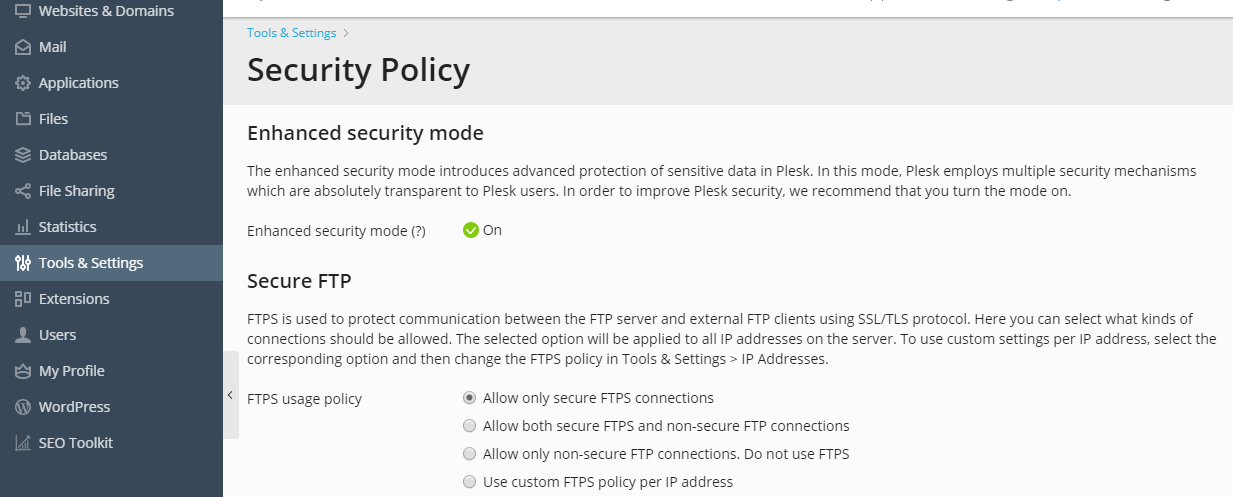 Websites & Domains
Mail
Applications
Files
Databases
File Sharing
Statistics
Tools & Settings
Extensions
Users
My Profile
WordPress
SEO Toolkit
Tools & Settings >
Security Policy
Enhanced security mode
The enhanced security mode introduces advanced protection of sensitive data in Plesk. In this mode, Plesk employs multiple security mechanisms
which are absolutely transparent to Plesk users. In order to improve Plesk security, we recommend that you turn the mode on.
Enhanced security mode (?) On
Secure FTP
FTPS is used to protect communication between the FTP server and external FTP clients using SSL/TLS protocol. Here you can select what kinds of
connections should be allowed. The selected option will be applied to all IP addresses on the server. To use custom settings per IP address, select the
corresponding option and then change the FTPS policy in Tools & Settings > IP Addresses.
FTPS usage policy Allow only secure FTPS connections
Allow both secure FTPS and non-secure FTP connections
Allow only non-secure FTP connections. Do not use FTPS
Use custom FTPS policy per IP address